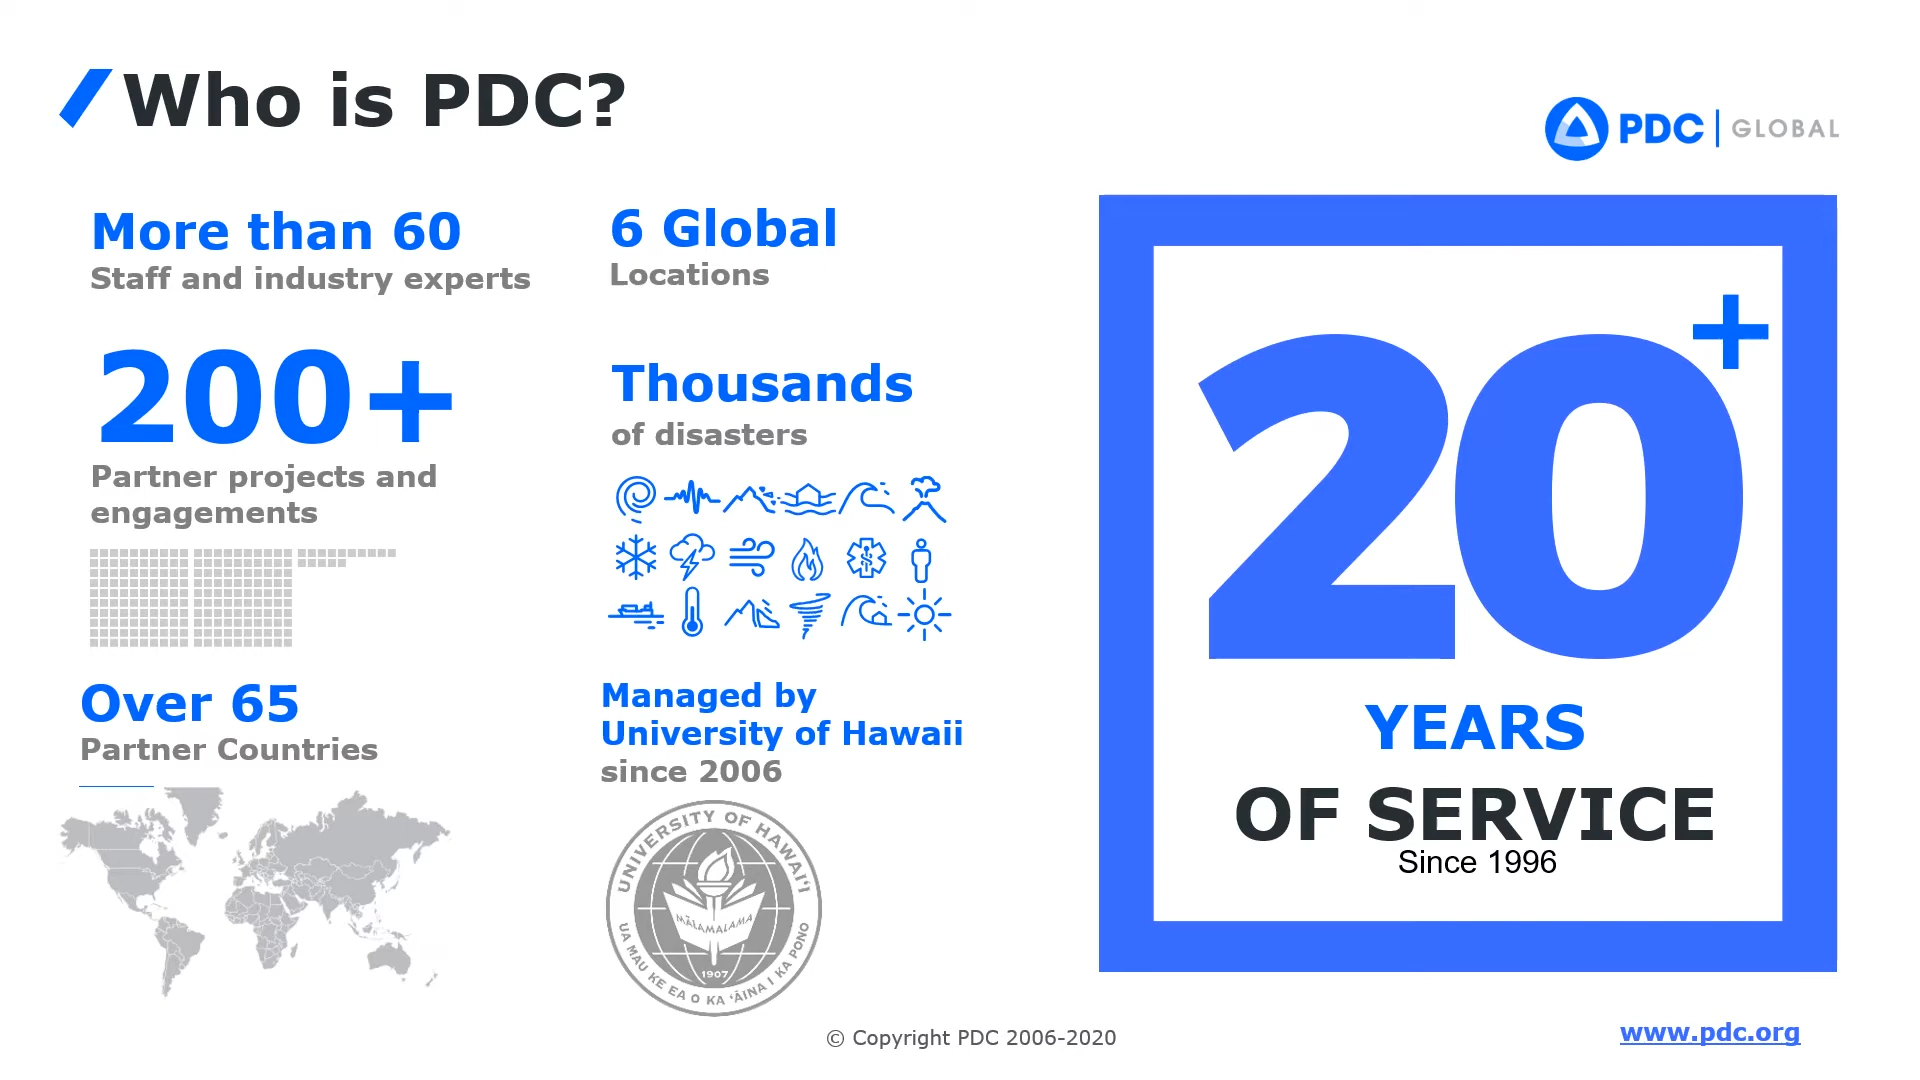 Who is PDC?
PDC | GLOBAL
More than 60
Staff and industry experts
200+
Partner projects and
engagements
Over 65
Partner Countries
6 Global
Locations
Thousands
of disasters
Managed by
University of Hawaii
since 2006
UNIVERSITY OF HAWAIʻI
MĀLAMALAMA
1907
UA MAU KE EA O KA ʻĀINA I KA PONO
20+
YEARS
OF SERVICE
Since 1996
© Copyright PDC 2006-2020
www.pdc.org